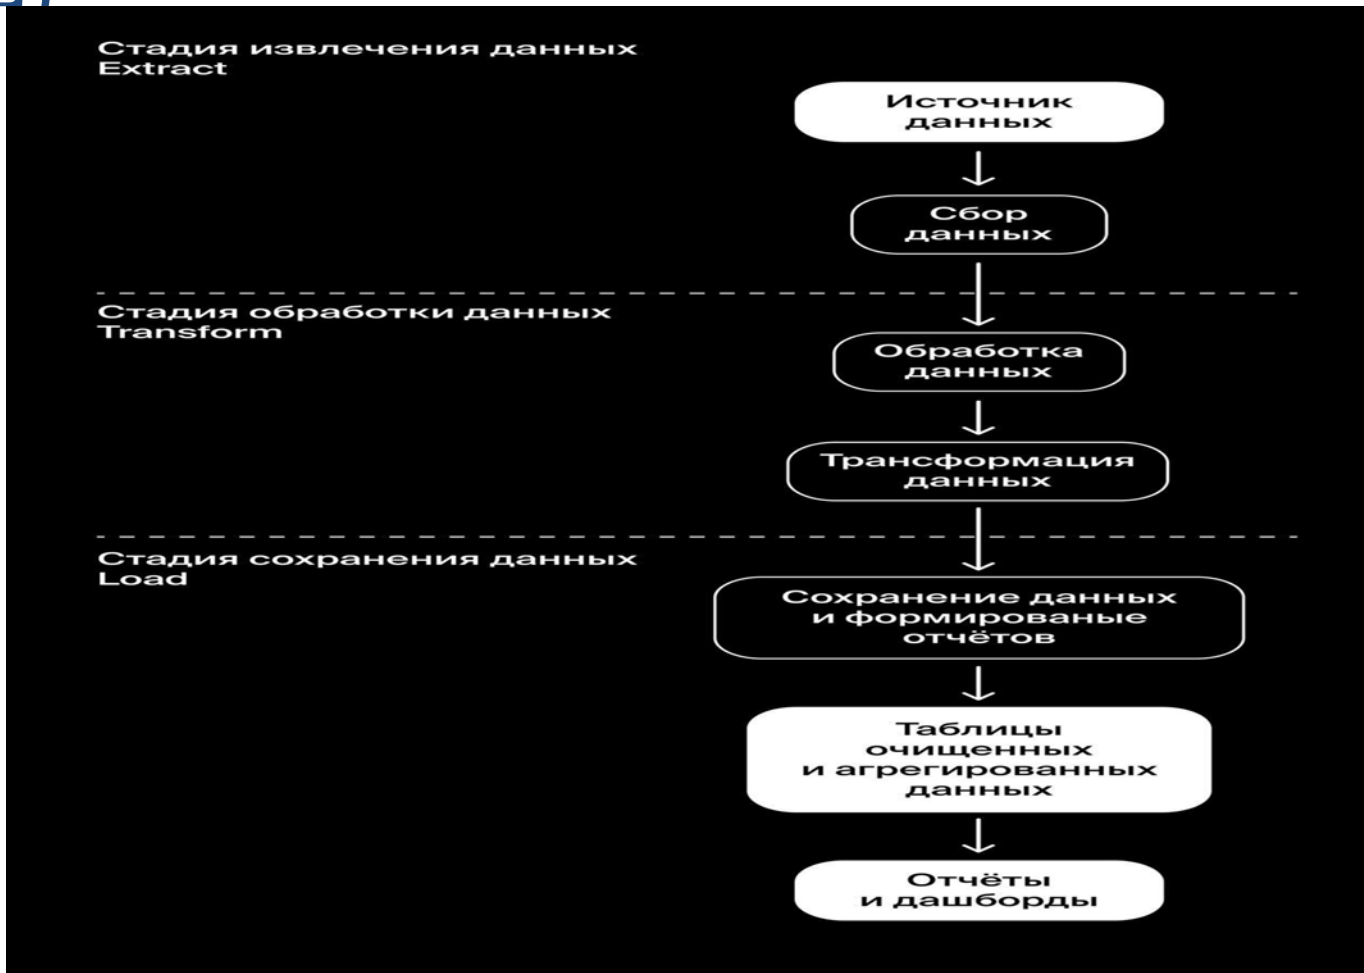 Стадия извлечения данных
Extract
Источник
данных
Сбор
данных
Стадия обработки данных
Transform
Обработка
данных
Трансформация
данных
Стадия сохранения данных
Load
Сохранение данных
и формированые
отчётов
Таблицы
очищенных
и агрегированных
данных
Отчёты
и дашборды